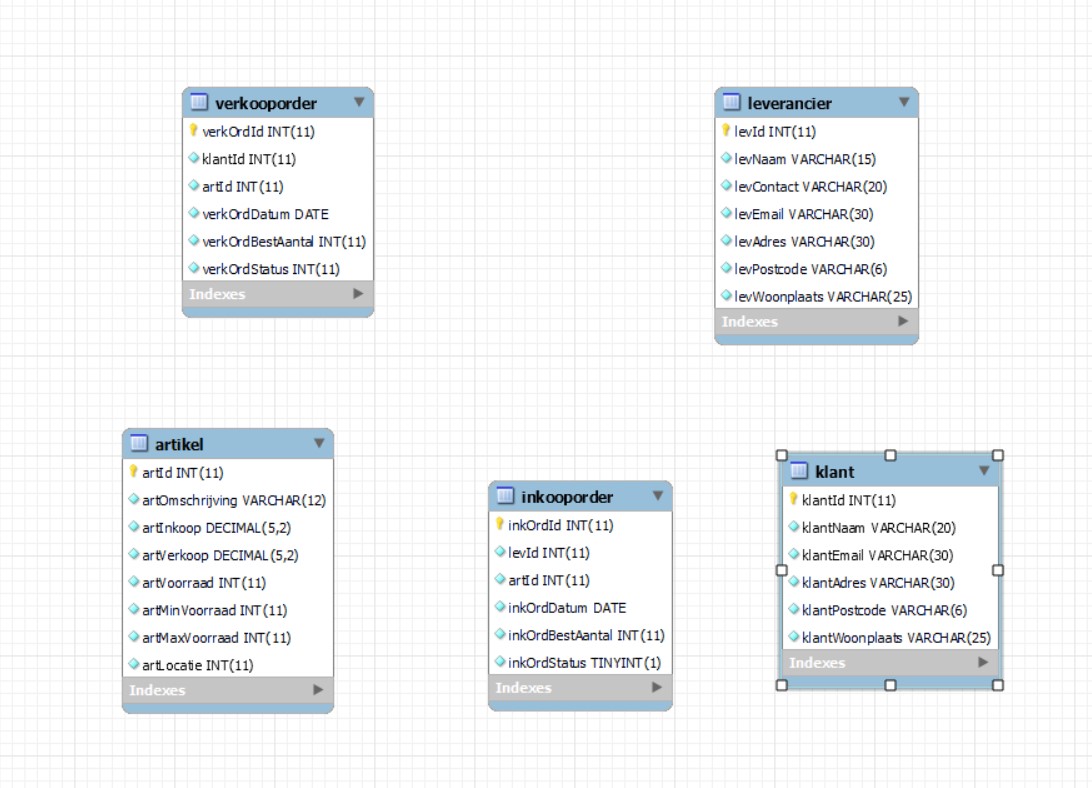 verkooporder
verkOrdId INT(11)
klantId INT(11)
artId INT(11)
verkOrdDatum DATE
verkOrdBestAantal INT(11)
verkOrdStatus INT(11)
Indexes
leverancier
levId INT(11)
levNaam VARCHAR(15)
levContact VARCHAR(20)
levEmail VARCHAR(30)
levAdres VARCHAR(30)
levPostcode VARCHAR(6)
levWoonplaats VARCHAR(25)
Indexes
artikel
artId INT(11)
artOmschrijving VARCHAR(12)
artInkoop DECIMAL(5,2)
artVerkoop DECIMAL(5,2)
artVoorraad INT(11)
artMinVoorraad INT(11)
artMaxVoorraad INT(11)
artLocatie INT(11)
Indexes
inkooporder
inkOrdId INT(11)
levId INT(11)
artId INT(11)
inkOrdDatum DATE
inkOrdBestAantal INT(11)
inkOrdStatus TINYINT(1)
Indexes
klant
klantId INT(11)
klantNaam VARCHAR(20)
klantEmail VARCHAR(30)
klantAdres VARCHAR(30)
klantPostcode VARCHAR(6)
klantWoonplaats VARCHAR(25)
Indexes